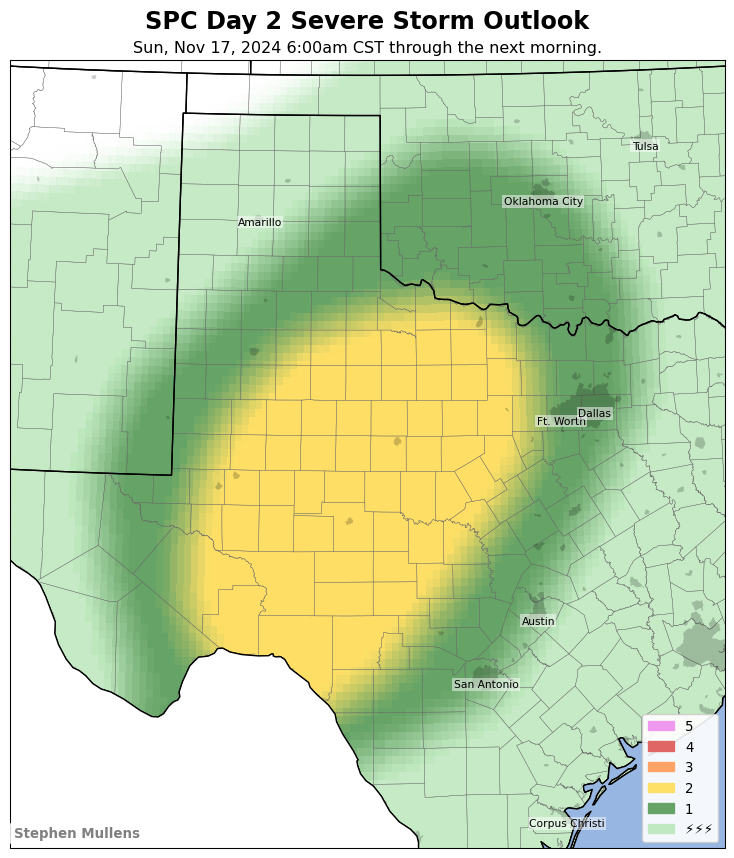 SPC Day 2 Severe Storm Outlook
Sun, Nov 17, 2024 6:00am CST through the next morning.
Tulsa
Oklahoma City
Amarillo
Dallas
Ft. Worth
Austin
San Antonio
5
4
3
2
1
⚡⚡⚡
Corpus Christi
Stephen Mullens